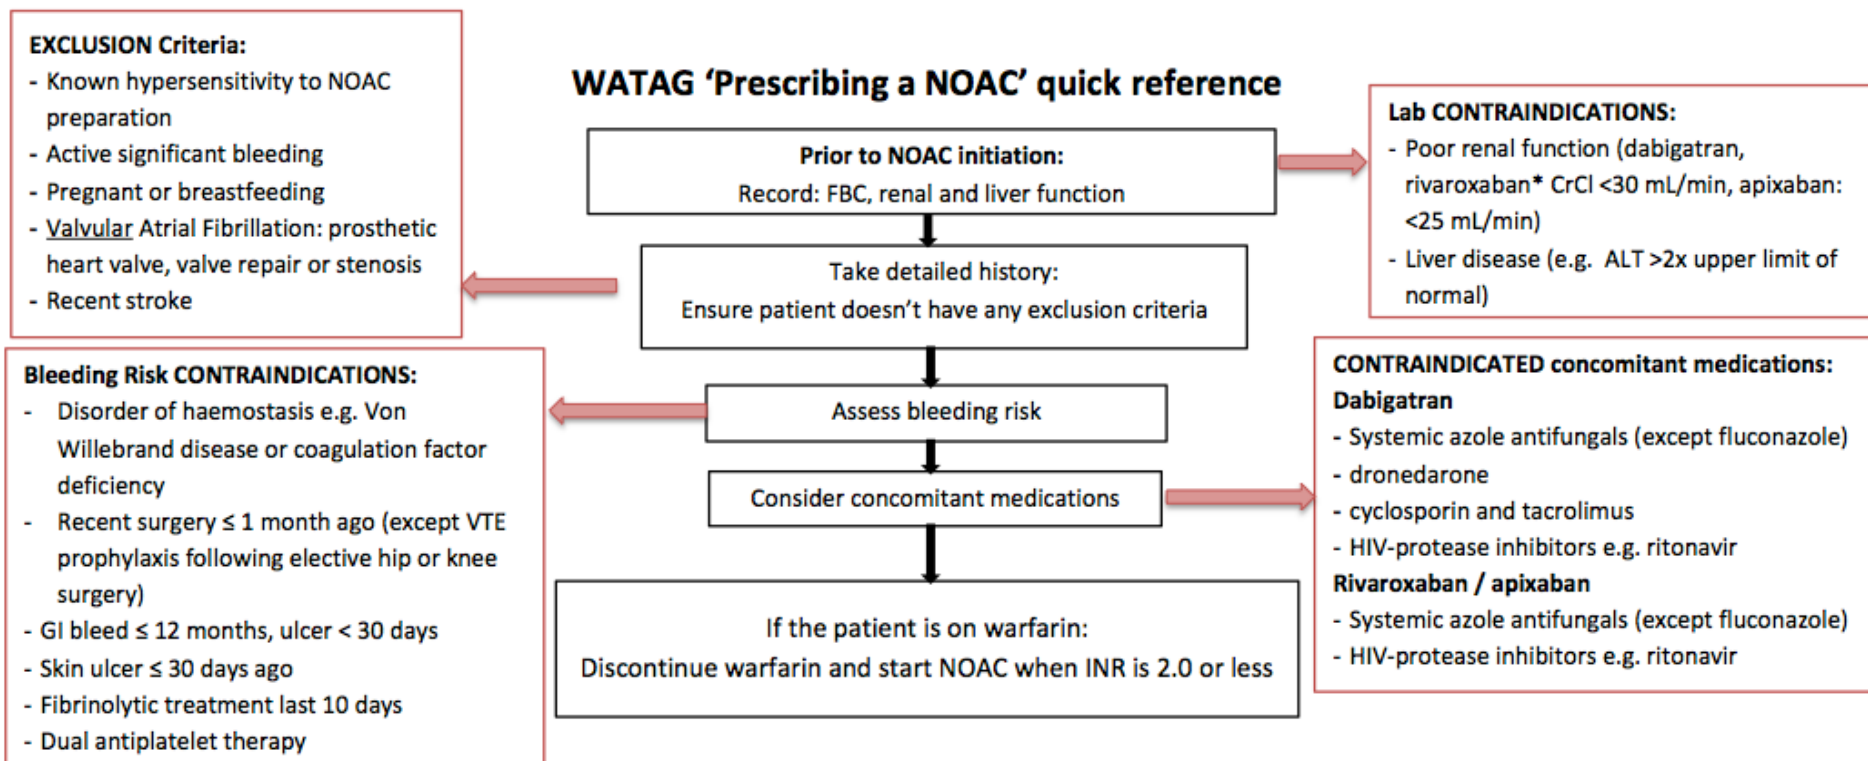 EXCLUSION Criteria:
- Known hypersensitivity to NOAC
preparation
- Active significant bleeding
- Pregnant or breastfeeding
- Valvular Atrial Fibrillation: prosthetic
heart valve, valve repair or stenosis
- Recent stroke
WATAG ‘Prescribing a NOAC’ quick reference
Prior to NOAC initiation:
Record: FBC, renal and liver function
Lab CONTRAINDICATIONS:
- Poor renal function (dabigatran,
rivaroxaban* CrCl <30 mL/min, apixaban:
<25 mL/min)
- Liver disease (e.g. ALT >2x upper limit of
normal)
Take detailed history:
Ensure patient doesn’t have any exclusion criteria
Bleeding Risk CONTRAINDICATIONS:
- Disorder of haemostasis e.g. Von
Willebrand disease or coagulation factor
deficiency
- Recent surgery ≤ 1 month ago (except VTE
prophylaxis following elective hip or knee
surgery)
- GI bleed ≤ 12 months, ulcer < 30 days
- Skin ulcer ≤ 30 days ago
- Fibrinolytic treatment last 10 days
- Dual antiplatelet therapy
Assess bleeding risk
Consider concomitant medications
CONTRAINDICATED concomitant medications:
Dabigatran
- Systemic azole antifungals (except fluconazole)
- dronedarone
- cyclosporin and tacrolimus
- HIV-protease inhibitors e.g. ritonavir
Rivaroxaban / apixaban
- Systemic azole antifungals (except fluconazole)
- HIV-protease inhibitors e.g. ritonavir
If the patient is on warfarin:
Discontinue warfarin and start NOAC when INR is 2.0 or less